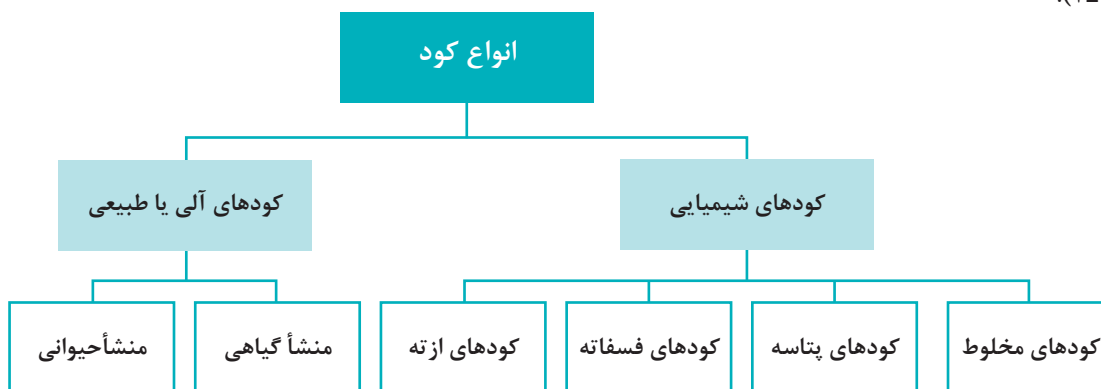 انواع کود
کودهای شیمیایی
کودهای آلی یا طبیعی
کودهای مخلوط
کودهای پتاسه
کودهای فسفاته
کودهای ازته
منشأ گیاهی
منشأحیوانی